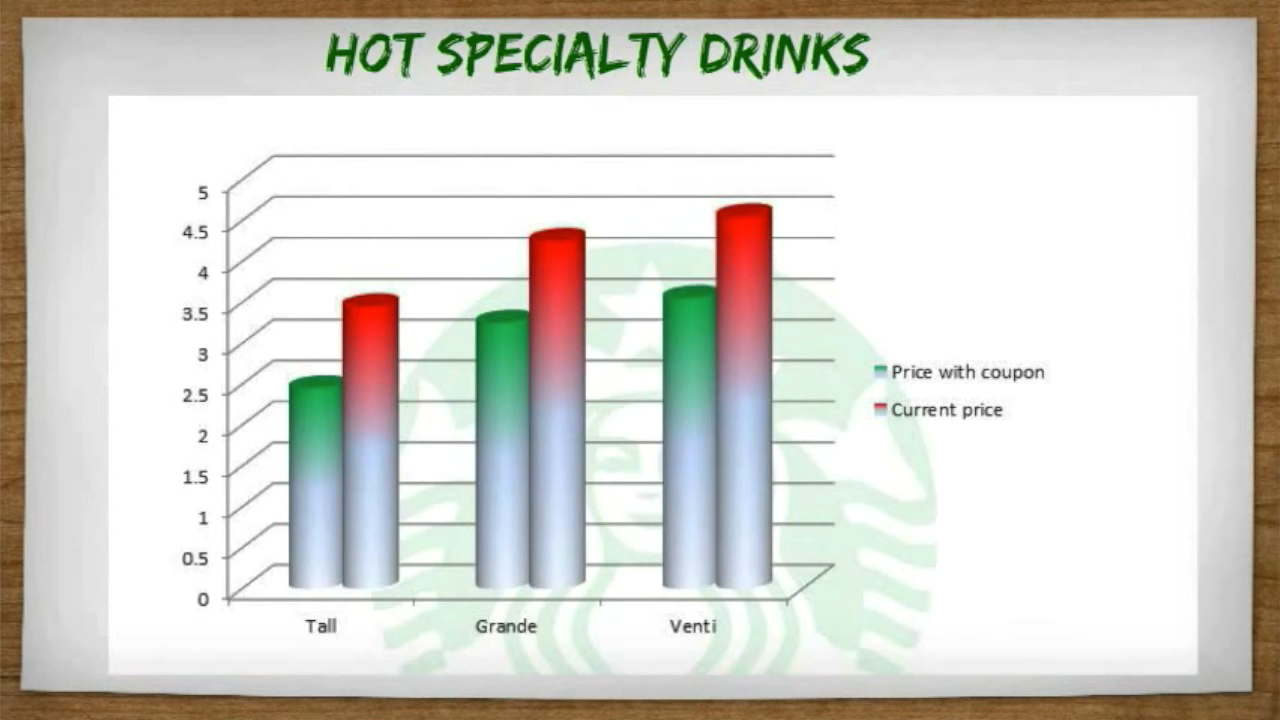 HOT SPECIALTY DRINKS
5
4.5
4
3.5
3
2.5
2
1.5
1
0.5
0
Tall Grande Venti
Price with coupon
Current price